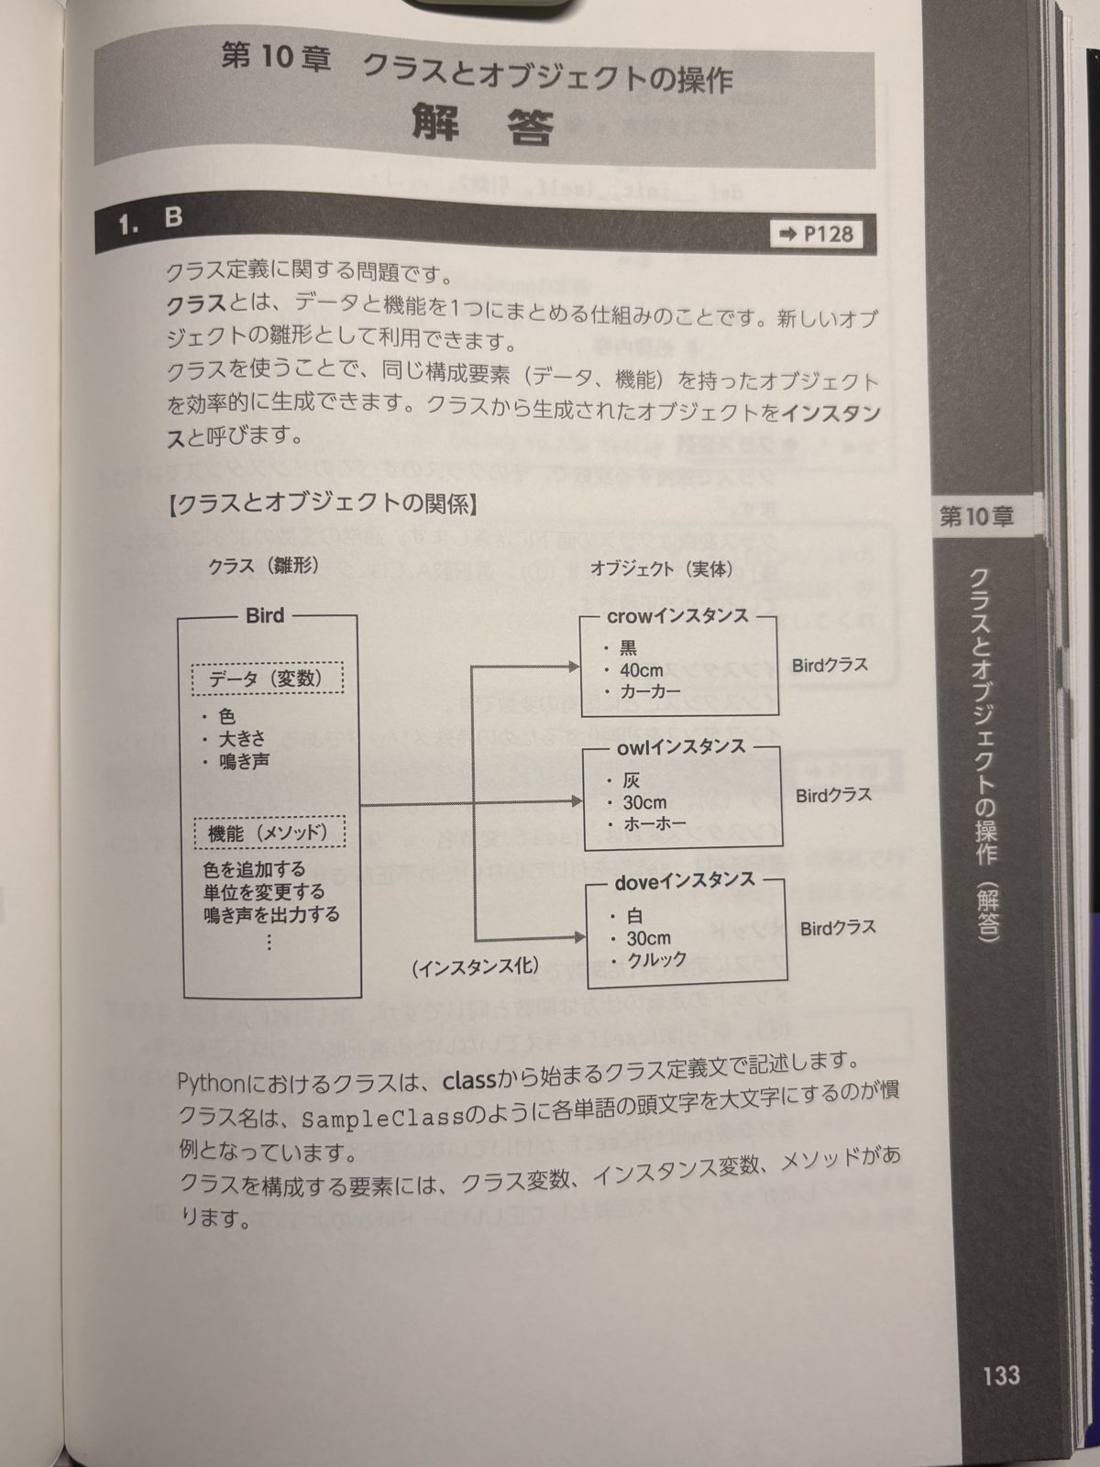 第10章　クラスとオブジェクトの操作
解　答
1.　B
➡ P128
クラス定義に関する問題です。
クラスとは、データと機能を1つにまとめる仕組みのことです。新しいオブ
ジェクトの雛形として利用できます。
クラスを使うことで、同じ構成要素（データ、機能）を持ったオブジェクト
を効率的に生成できます。クラスから生成されたオブジェクトをインスタン
スと呼びます。
【クラスとオブジェクトの関係】
クラス（雛形）
Bird
データ（変数）
・ 色
・ 大きさ
・ 鳴き声
機能（メソッド）
色を追加する
単位を変更する
鳴き声を出力する
⋮
（インスタンス化）
オブジェクト（実体）
crowインスタンス
・ 黒
・ 40cm
・ カーカー
Birdクラス
owlインスタンス
・ 灰
・ 30cm
・ ホーホー
Birdクラス
doveインスタンス
・ 白
・ 30cm
・ クルック
Birdクラス
Pythonにおけるクラスは、classから始まるクラス定義文で記述します。
クラス名は、SampleClassのように各単語の頭文字を大文字にするのが慣
例となっています。
クラスを構成する要素には、クラス変数、インスタンス変数、メソッドがあ
ります。
第10章
クラスとオブジェクトの操作（解答）
133